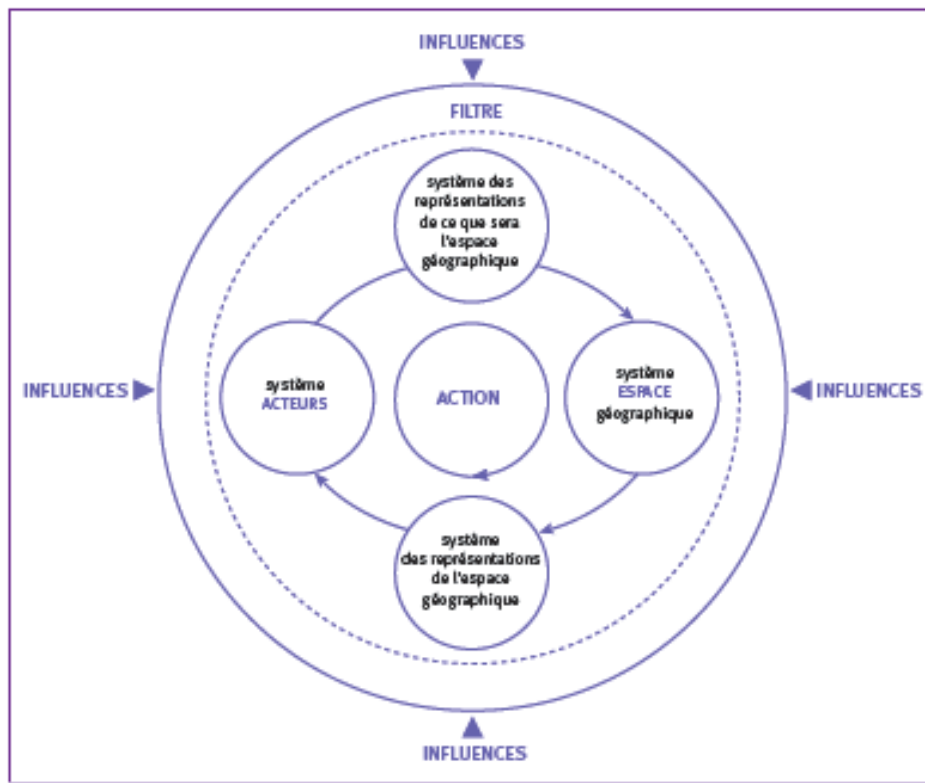 INFLUENCES
FILTRE
système des
représentations
de ce que sera
l'espace
géographique
INFLUENCES
système
ACTEURS
ACTION
système
ESPACE
géographique
INFLUENCES
système
des représentations
de l'espace
géographique
INFLUENCES